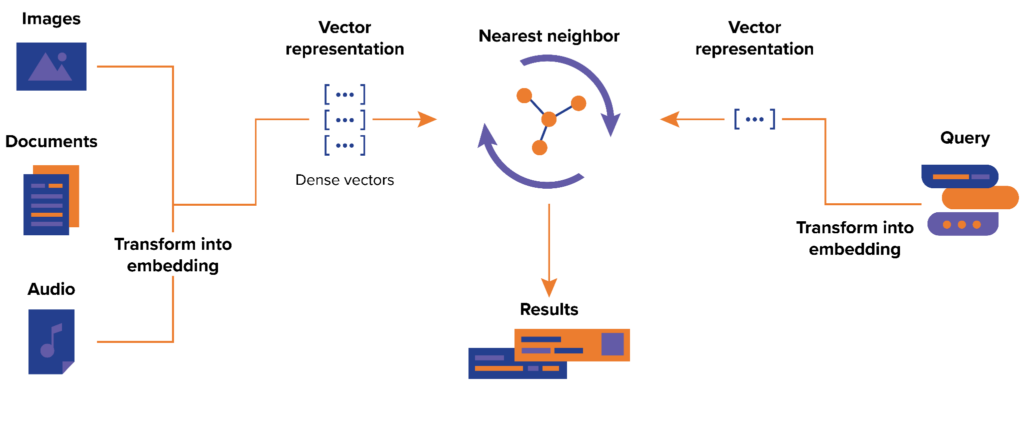 Images
Documents
Audio
Transform into
embedding
Vector
representation
[ ••• ]
[ ••• ]
[ ••• ]
Dense vectors
Nearest neighbor
Results
Vector
representation
[ ••• ]
Query
Transform into
embedding